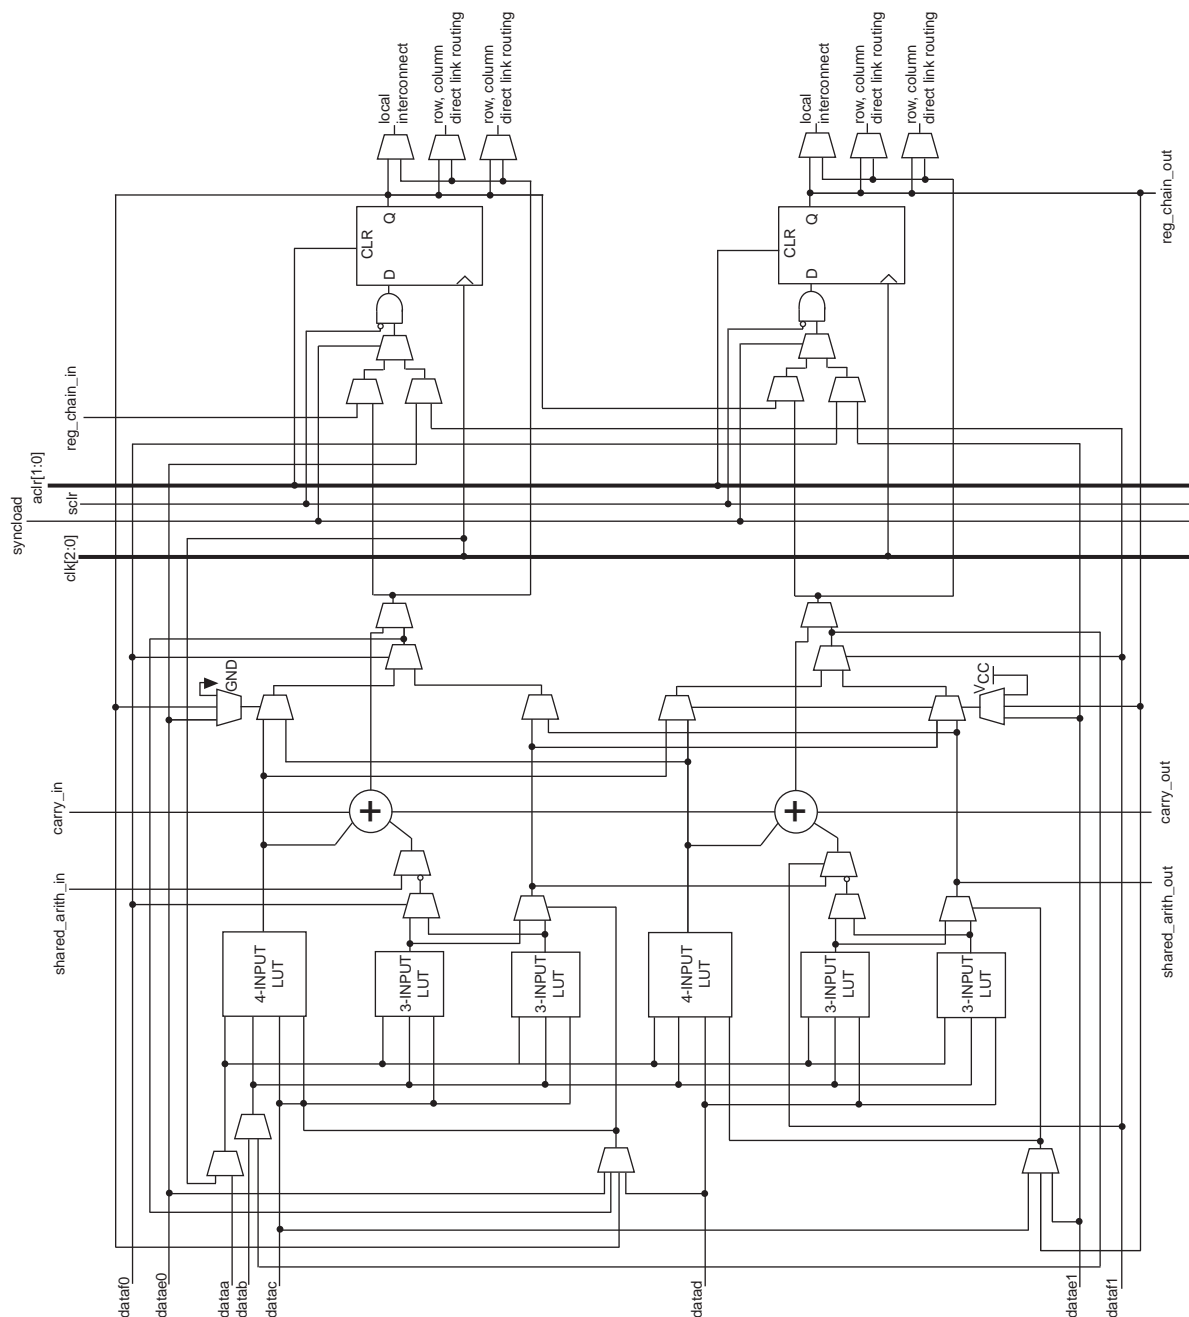 local
interconnect
row, column
direct link routing
row, column
direct link routing
local
interconnect
row, column
direct link routing
row, column
direct link routing
reg_chain_out
Q
CLR
D
Q
CLR
D
reg_chain_in
aclr[1:0]
sclr
syncload
clk[2:0]
GND
VCC
carry_in
+
+
carry_out
shared_arith_in
shared_arith_out
4-INPUT
LUT
3-INPUT
LUT
3-INPUT
LUT
4-INPUT
LUT
3-INPUT
LUT
3-INPUT
LUT
dataf0
datae0
dataa
datab
datac
datad
datae1
dataf1